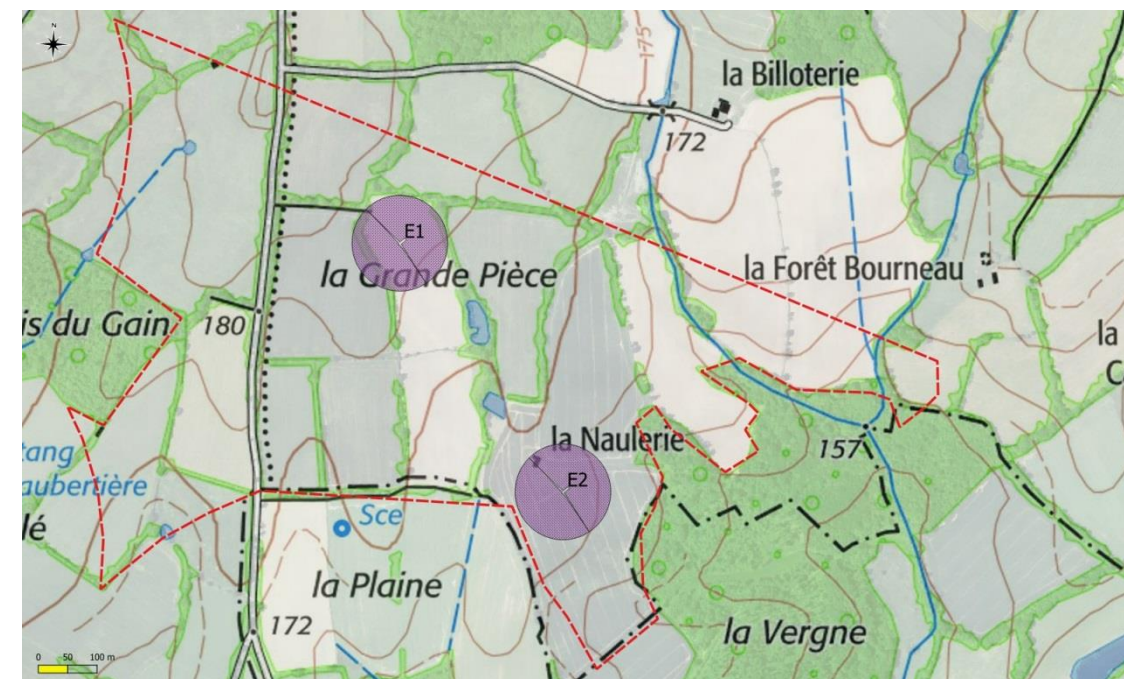 N
175
la Billoterie
172
E1
la Grande Pièce
la Forêt Bourneau
is du Gain
180
la
C
la Naulerie
157
tang
aubertière
E2
Sce
lé
la Plaine
172
la Vergne
0 50 100 m